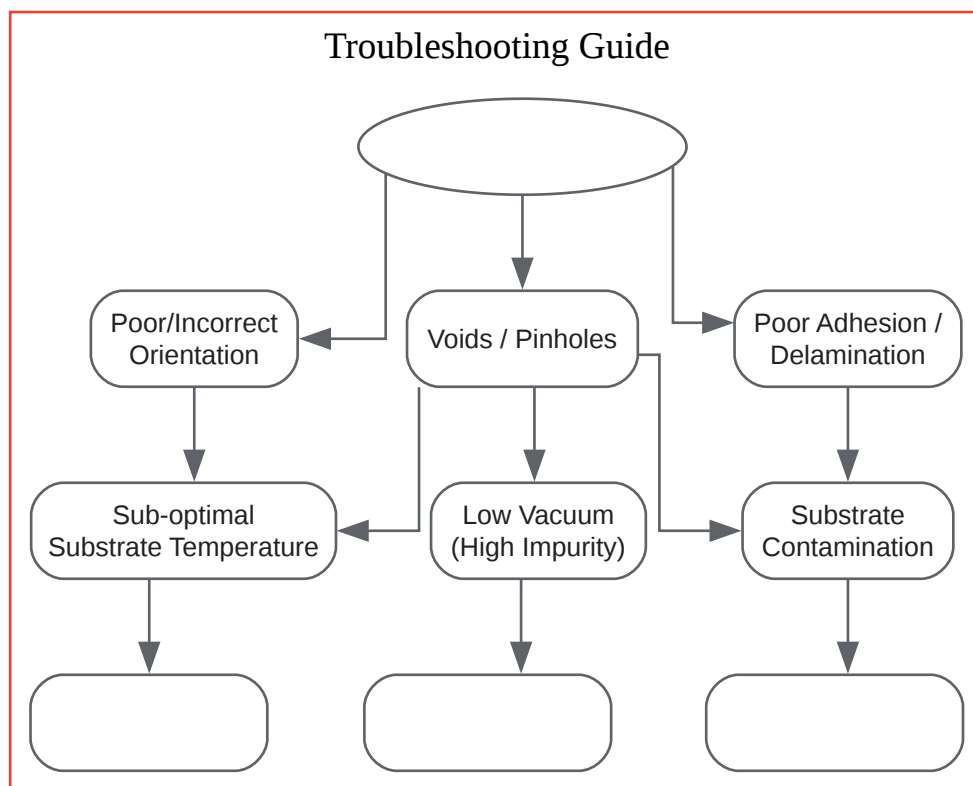 Troubleshooting Guide
Poor/Incorrect
Orientation
Voids / Pinholes
Poor Adhesion /
Delamination
Sub-optimal
Substrate Temperature
Low Vacuum
(High Impurity)
Substrate
Contamination